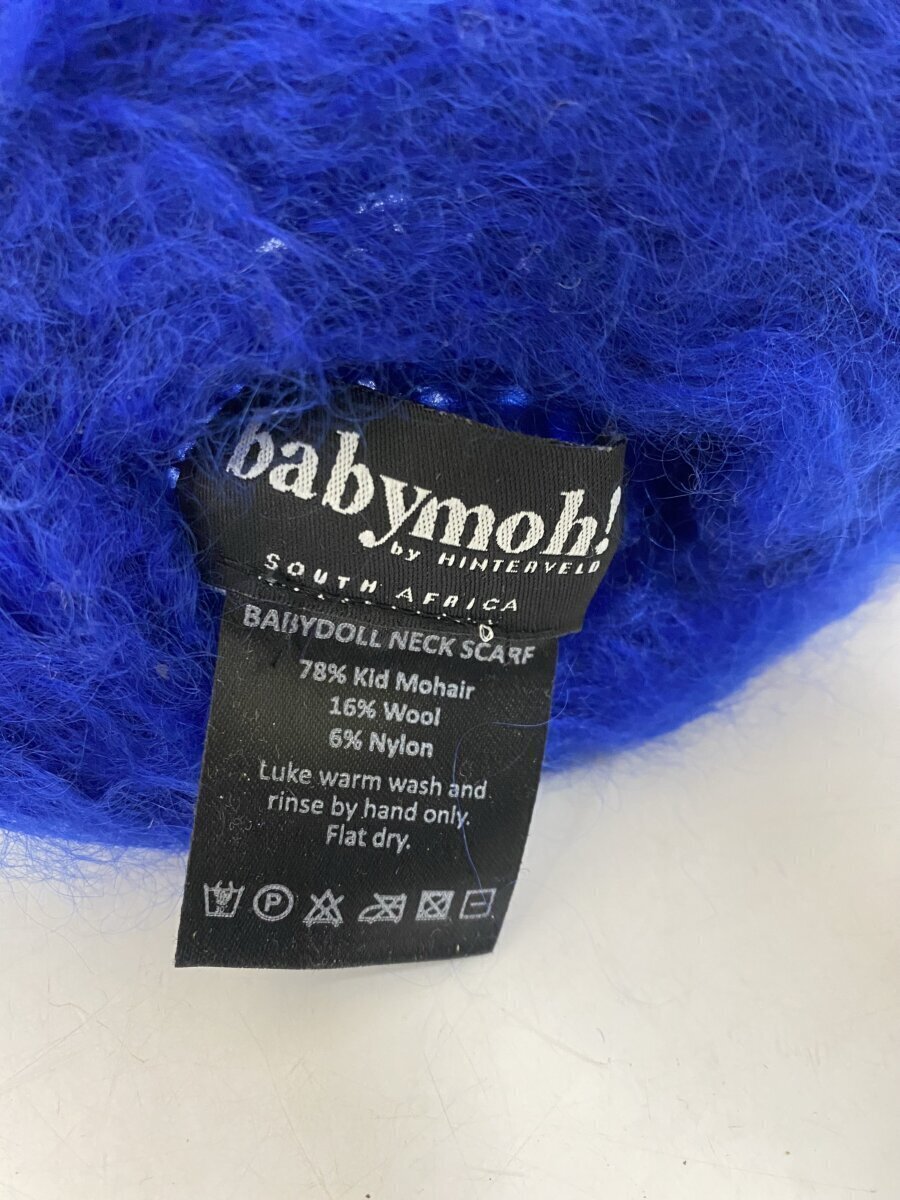 babymoh!
by HINTERVELD
SOUTH AFRICA
BABYDOLL NECK SCARF
78% Kid Mohair
16% Wool
6% Nylon
Luke warm wash and
rinse by hand only.
Flat dry.
P